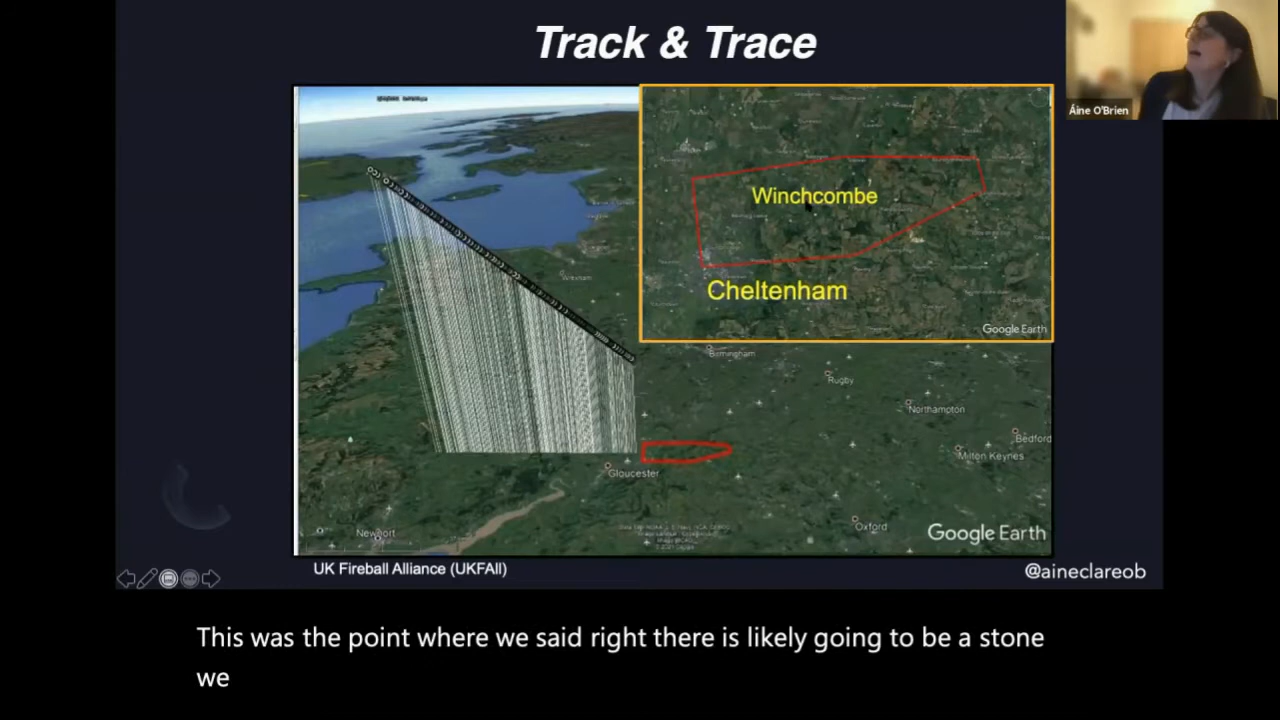 Track & Trace
Áine O'Brien
Winchcombe
Cheltenham
Google Earth
Wrexham
Birmingham
Rugby
Northampton
Bedford
Milton Keynes
Gloucester
Oxford
Newport
Google Earth
UK Fireball Alliance (UKFAll)
@aineclareob
This was the point where we said right there is likely going to be a stone
we